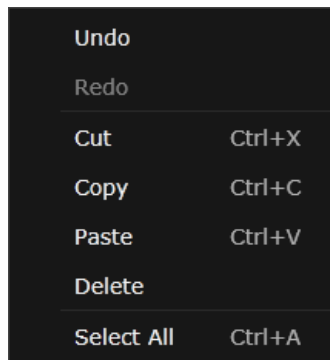 Undo
Redo
Cut Ctrl+X
Copy Ctrl+C
Paste Ctrl+V
Delete
Select All Ctrl+A